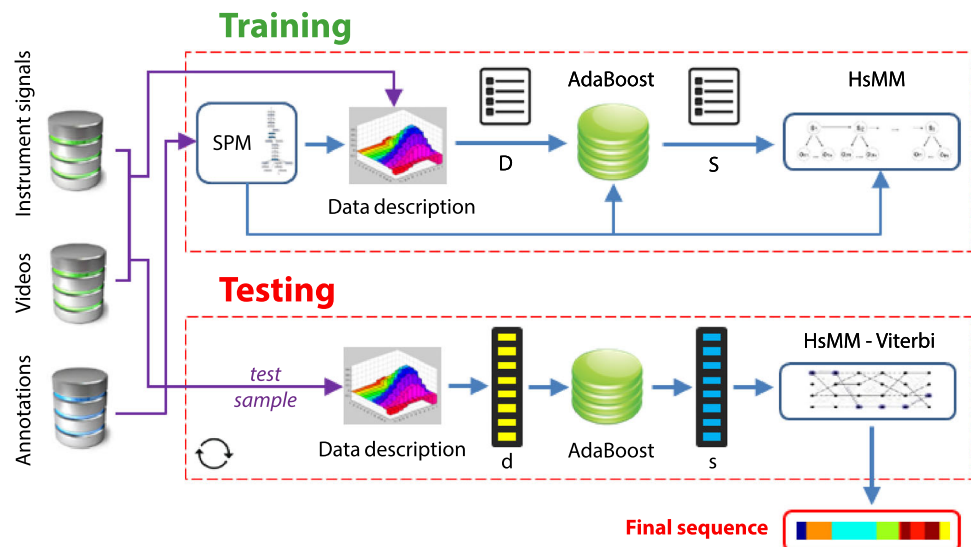 Training
Instrument signals
Videos
Annotations
SPM
Data description
D
AdaBoost
S
HsMM
Testing
test
sample
Data description
d
AdaBoost
s
HsMM - Viterbi
Final sequence